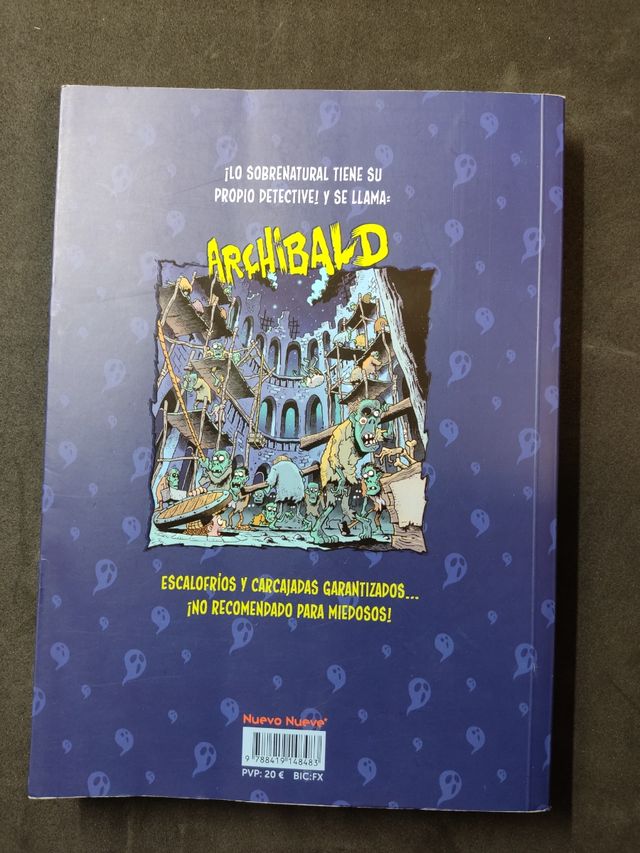 ¡LO SOBRENATURAL TIENE SU
PROPIO DETECTIVE! Y SE LLAMA:
ARCHIBALD
ESCALOFRÍOS Y CARCAJADAS GARANTIZADOS...
¡NO RECOMENDADO PARA MIEDOSOS!
NUEVO NUEVE
9 788419 148483
PVP: 20 € BIC:FX